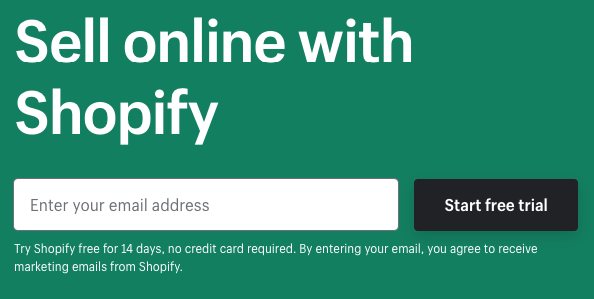 Sell online with
Shopify
Enter your email address
Start free trial
Try Shopify free for 14 days, no credit card required. By entering your email, you agree to receive
marketing emails from Shopify.